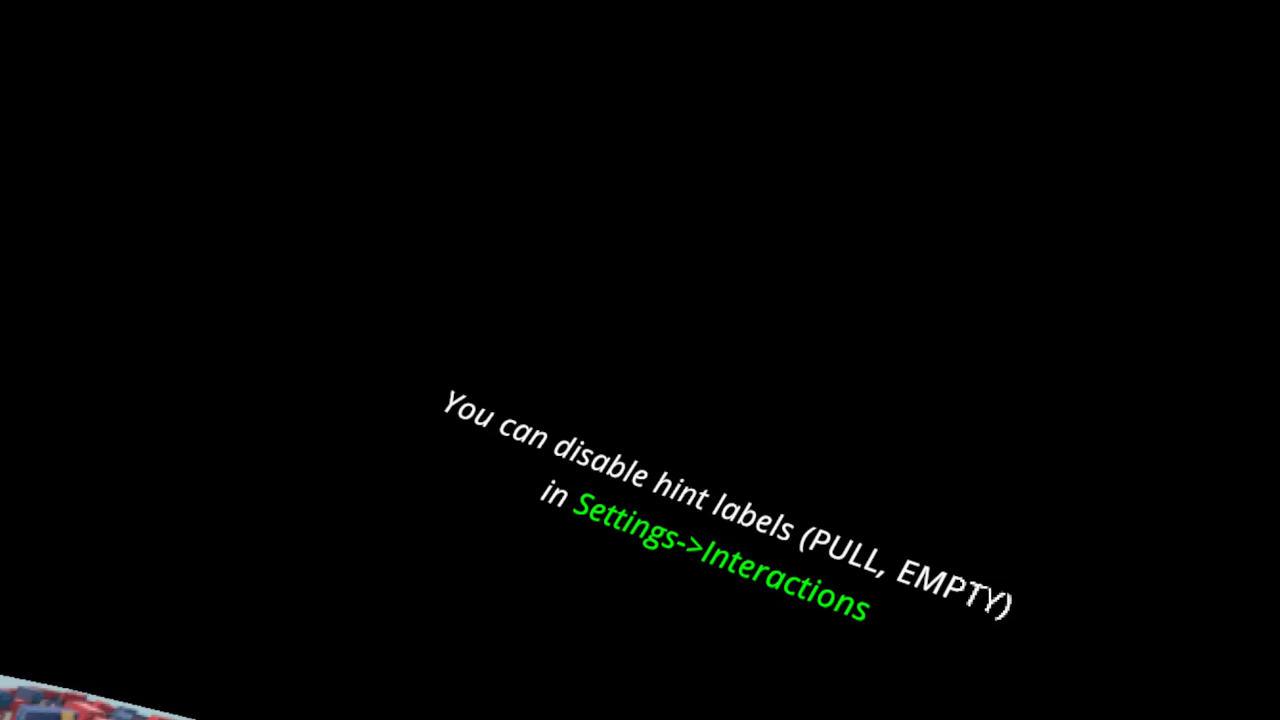 You can disable hint labels (PULL, EMPTY)
in Settings->Interactions